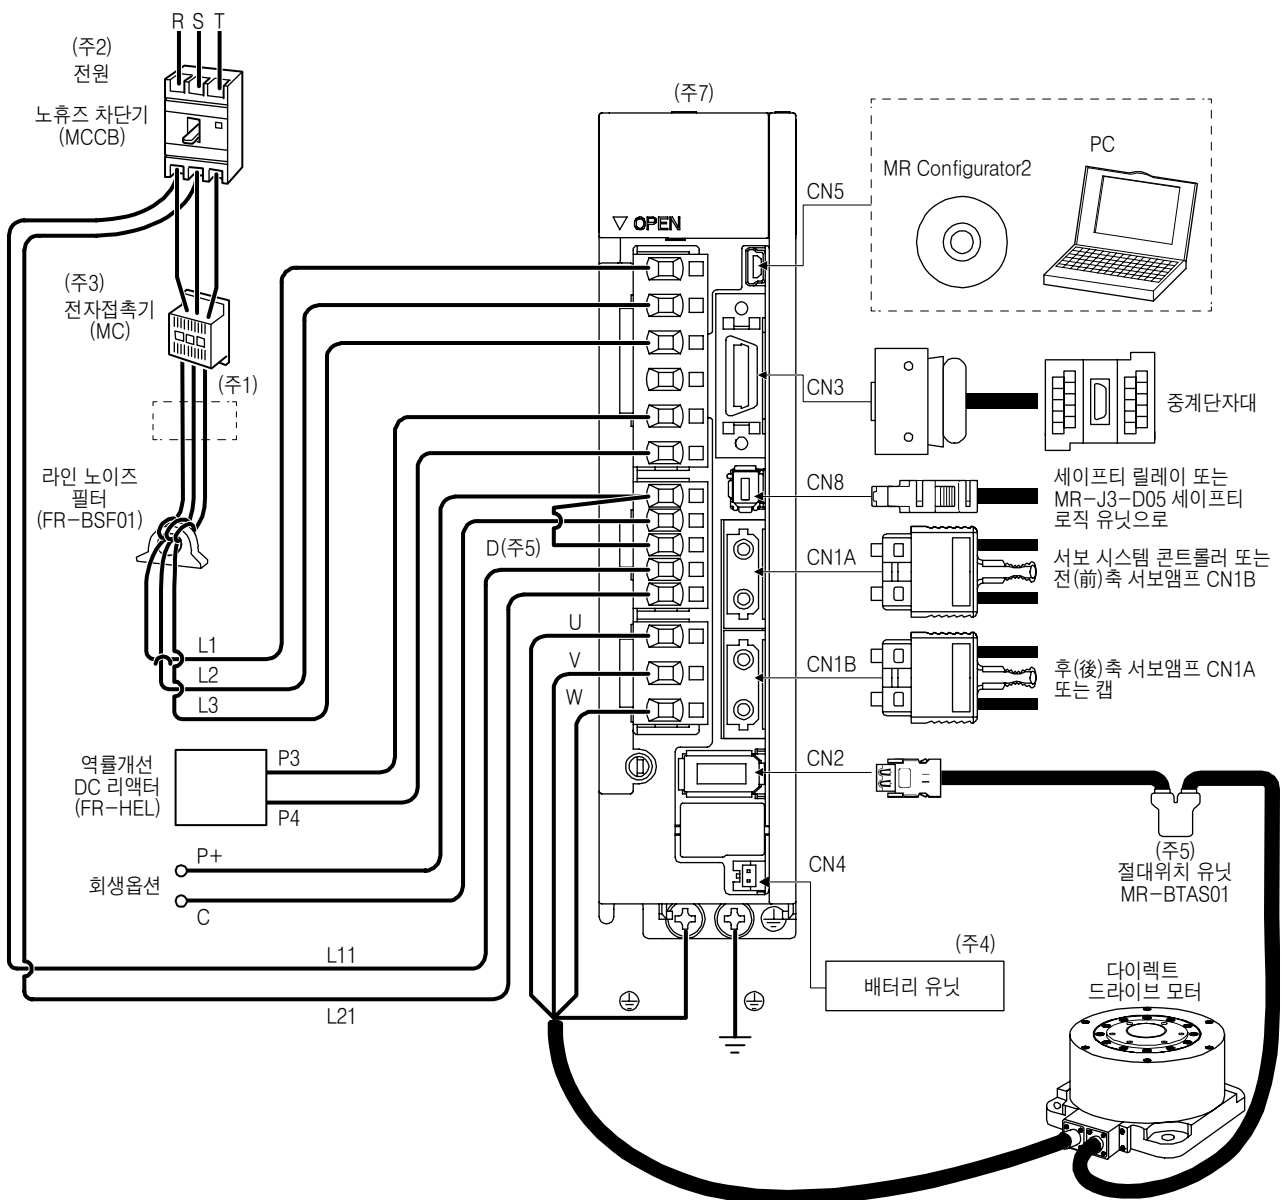 R S T
(주2)
전원
노휴즈 차단기
(MCCB)
(주3)
전자접촉기
(MC)
(주1)
라인 노이즈
필터
(FR-BSF01)
L1
L2
L3
역률개선
DC 리액터
(FR-HEL)
P3
P4
회생옵션
P+
C
L11
L21
(주7)
▽ OPEN
D(주5)
U
V
W
CN5
MR Configurator2
PC
CN3
중계단자대
CN8
세이프티 릴레이 또는
MR-J3-D05 세이프티
로직 유닛으로
CN1A
서보 시스템 콘트롤러 또는
전(前)축 서보앰프 CN1B
CN1B
후(後)축 서보앰프 CN1A
또는 캡
CN2
(주5)
절대위치 유닛
MR-BTAS01
CN4
(주4)
배터리 유닛
다이렉트
드라이브 모터